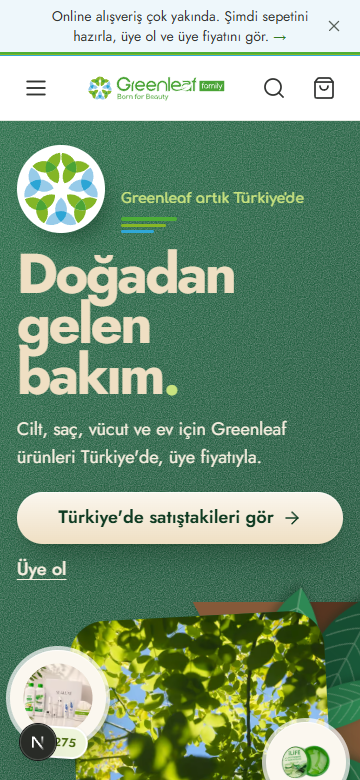 Online alışveriş çok yakında. Şimdi sepetini
hazırla, üye ol ve üye fiyatını gör. →
Greenleaf family
Born for Beauty
Greenleaf artık Türkiye'de
Doğadan
gelen
bakım.
Cilt, saç, vücut ve ev için Greenleaf
ürünleri Türkiye'de, üye fiyatıyla.
Türkiye'de satıştakileri gör →
Üye ol
N
275